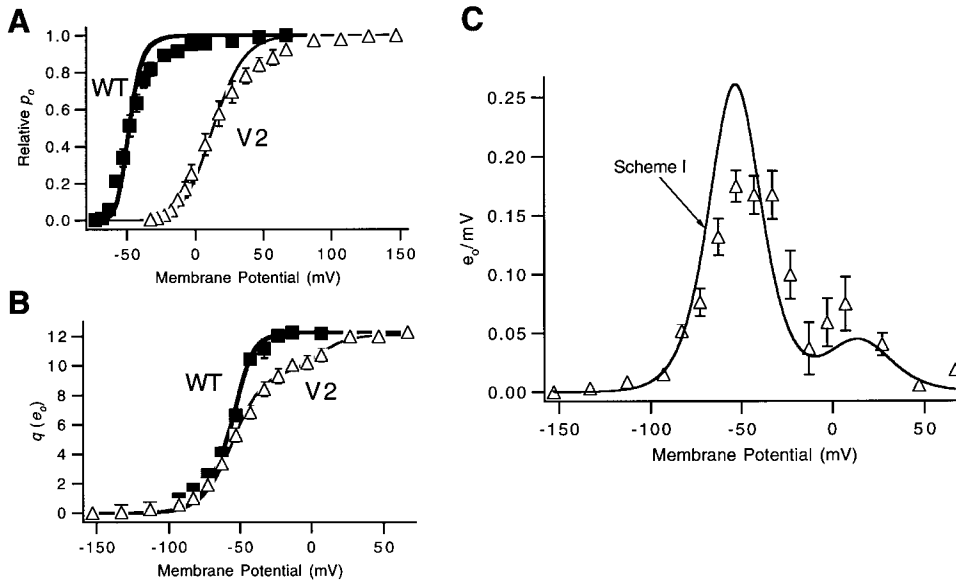 A
1.0
0.8
0.6
0.4
0.2
0.0
Relative pₒ
WT
V2
-50 0 50 100 150
Membrane Potential (mV)
B
12
10
8
6
4
2
0
q (eₒ)
WT
V2
-150 -100 -50 0 50
Membrane Potential (mV)
C
0.25
0.20
0.15
0.10
0.05
0.00
eₒ/mV
Scheme I
-150 -100 -50 0 50
Membrane Potential (mV)